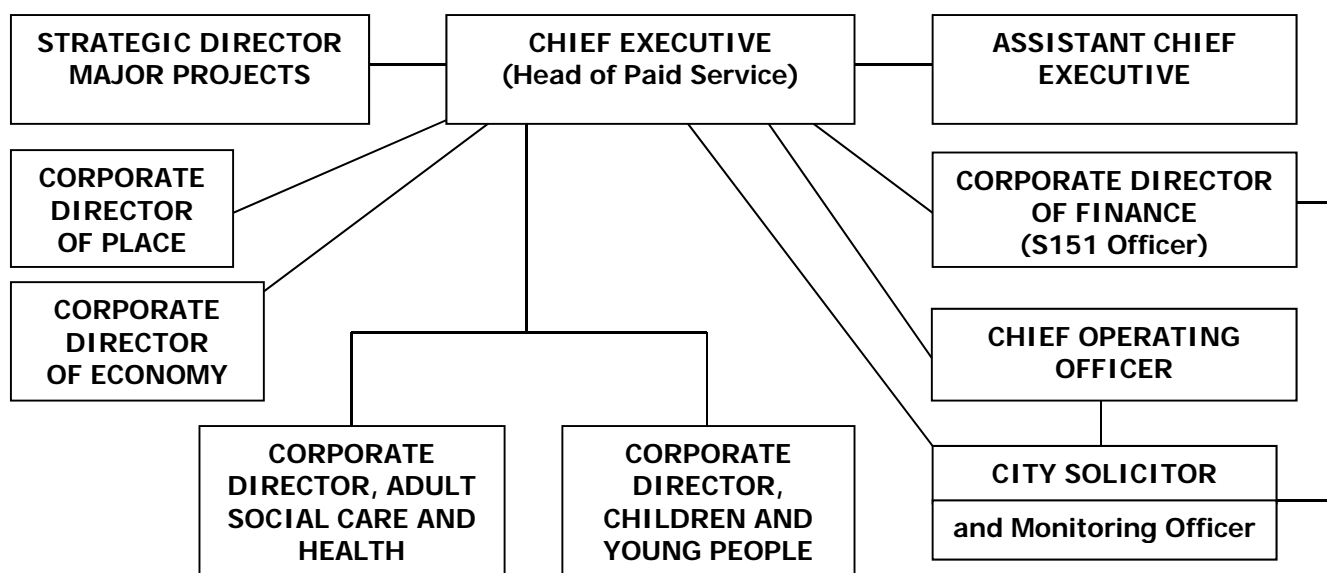 STRATEGIC DIRECTOR
MAJOR PROJECTS
CHIEF EXECUTIVE
(Head of Paid Service)
ASSISTANT CHIEF
EXECUTIVE
CORPORATE
DIRECTOR
OF PLACE
CORPORATE DIRECTOR
OF FINANCE
(S151 Officer)
CORPORATE
DIRECTOR
OF ECONOMY
CHIEF OPERATING
OFFICER
CORPORATE
DIRECTOR, ADULT
SOCIAL CARE AND
HEALTH
CORPORATE
DIRECTOR,
CHILDREN AND
YOUNG PEOPLE
CITY SOLICITOR
and Monitoring Officer